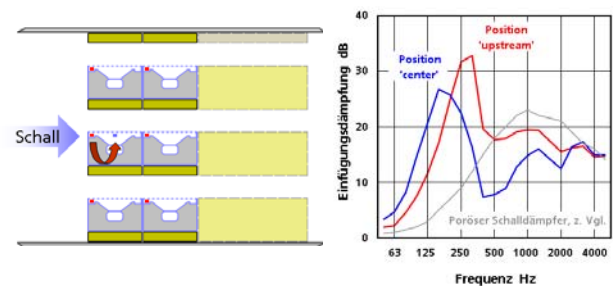 Schall
40
30
20
10
0
Einfügungsdämpfung dB
Position
'upstream'
Position
'center'
Poröser Schalldämpfer, z. Vgl.
63 125 250 500 1000 2000 4000
Frequenz Hz